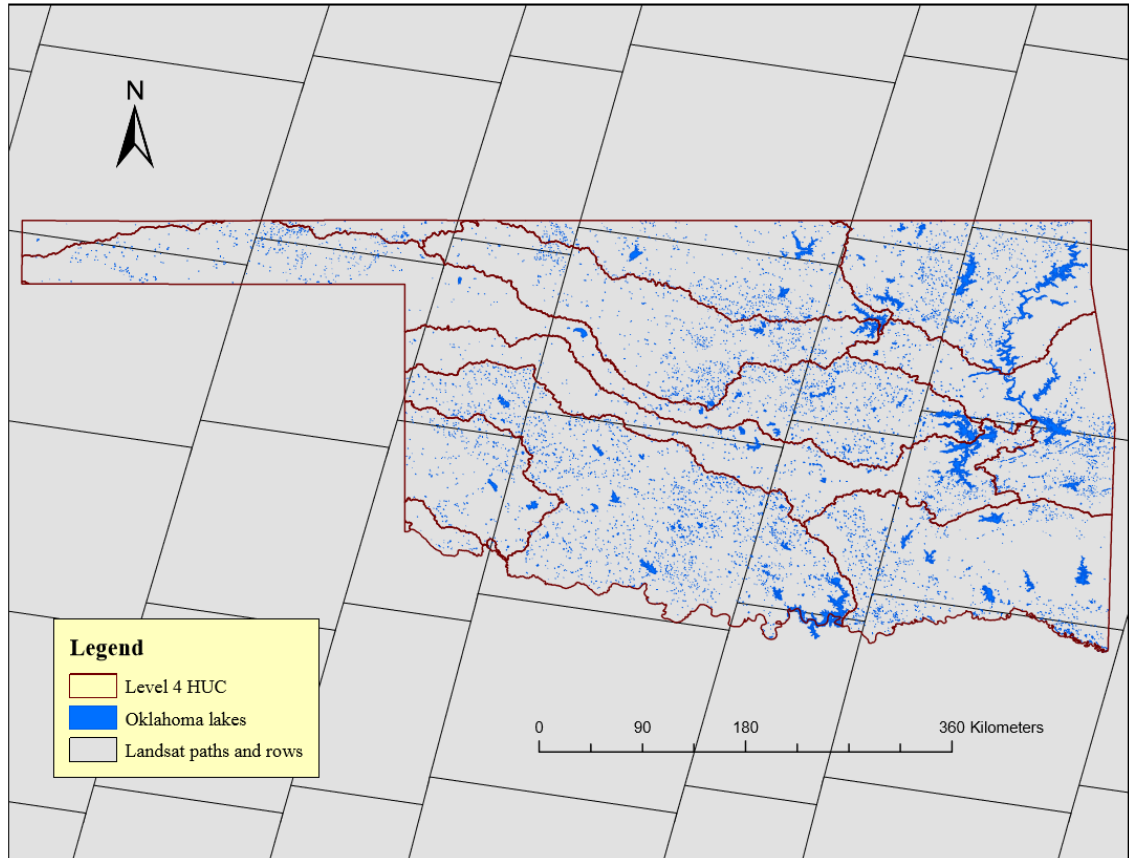 N
Legend
Level 4 HUC
Oklahoma lakes
Landsat paths and rows
0 90 180 360 Kilometers